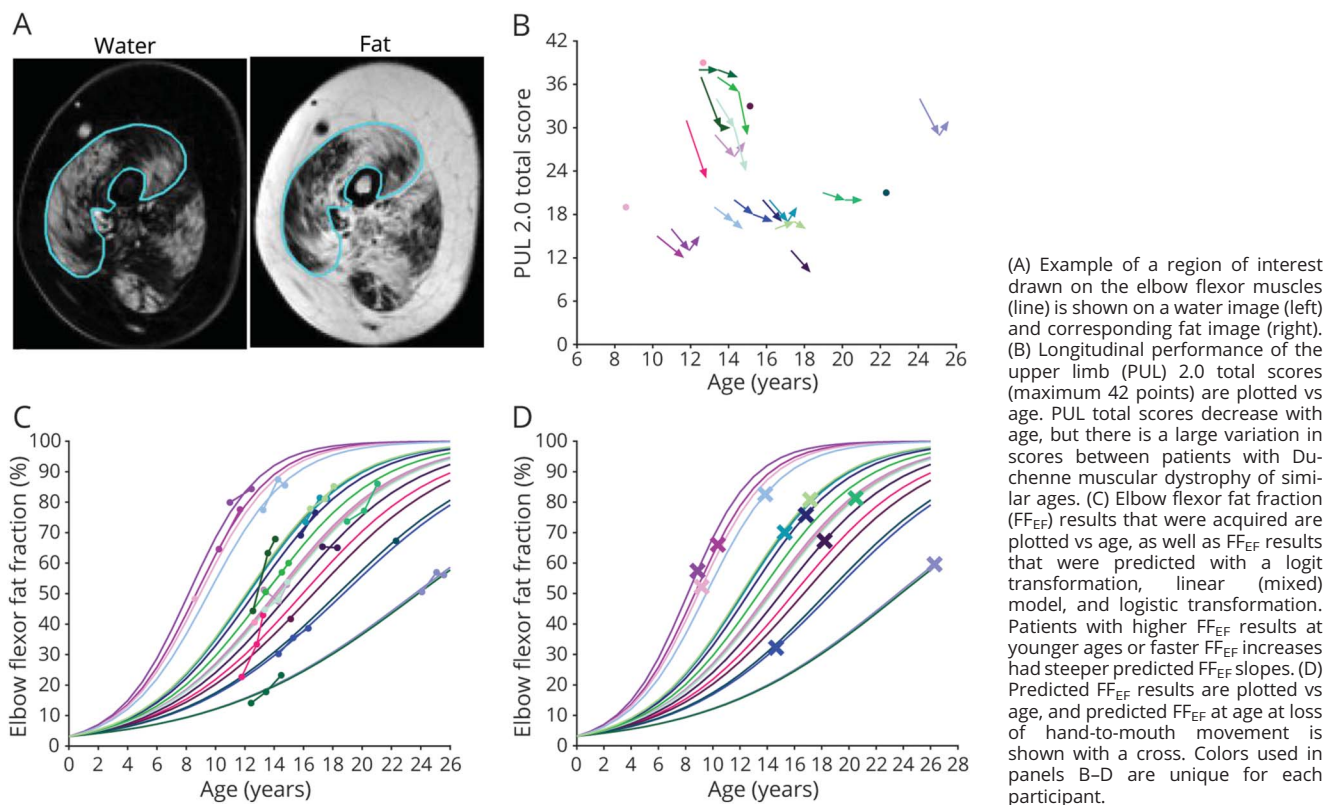 A
Water
Fat
B
42
36
30
24
18
12
6
0
PUL 2.0 total score
6 8 10 12 14 16 18 20 22 24 26
Age (years)
C
100
90
80
70
60
50
40
30
20
10
0
Elbow flexor fat fraction (%)
0 2 4 6 8 10 12 14 16 18 20 22 24 26
Age (years)
D
100
90
80
70
60
50
40
30
20
10
0
Elbow flexor fat fraction (%)
0 2 4 6 8 10 12 14 16 18 20 22 24 26 28
Age (years)
(A) Example of a region of interest
drawn on the elbow flexor muscles
(line) is shown on a water image (left)
and corresponding fat image (right).
(B) Longitudinal performance of the
upper limb (PUL) 2.0 total scores
(maximum 42 points) are plotted vs
age. PUL total scores decrease with
age, but there is a large variation in
scores between patients with Du-
chenne muscular dystrophy of simi-
lar ages. (C) Elbow flexor fat fraction
(FFEF) results that were acquired are
plotted vs age, as well as FFEF results
that were predicted with a logit
transformation, linear (mixed)
model, and logistic transformation.
Patients with higher FFEF results at
younger ages or faster FFEF increases
had steeper predicted FFEF slopes. (D)
Predicted FFEF results are plotted vs
age, and predicted FFEF at age at loss
of hand-to-mouth movement is
shown with a cross. Colors used in
panels B–D are unique for each
participant.